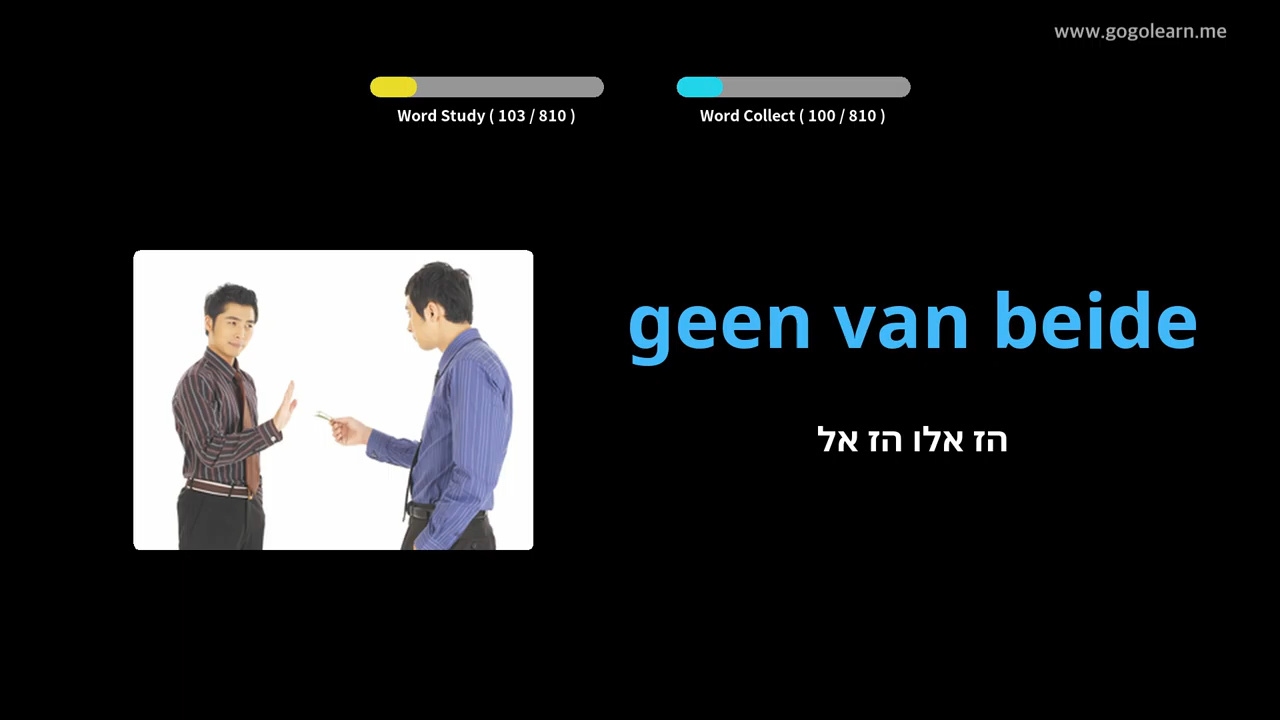 www.gogolearn.me
Word Study ( 103 / 810 )
Word Collect ( 100 / 810 )
geen van beide
הז אלו הז אל